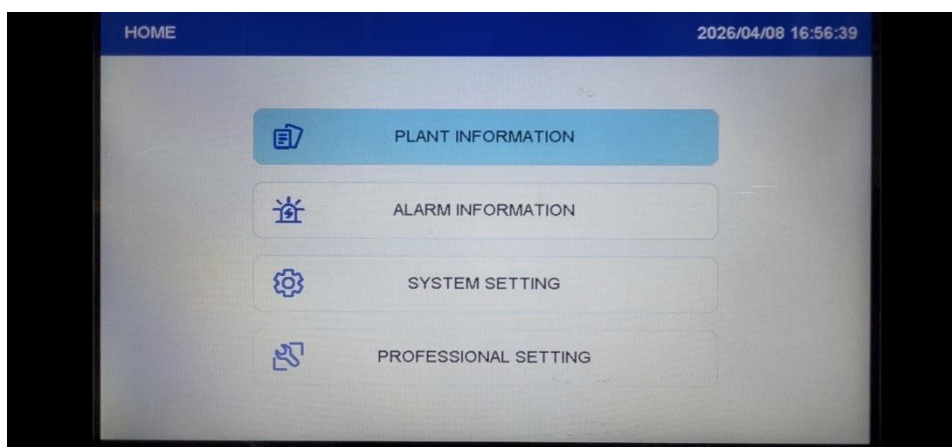 HOME 2026/04/08 16:56:39
PLANT INFORMATION
ALARM INFORMATION
SYSTEM SETTING
PROFESSIONAL SETTING